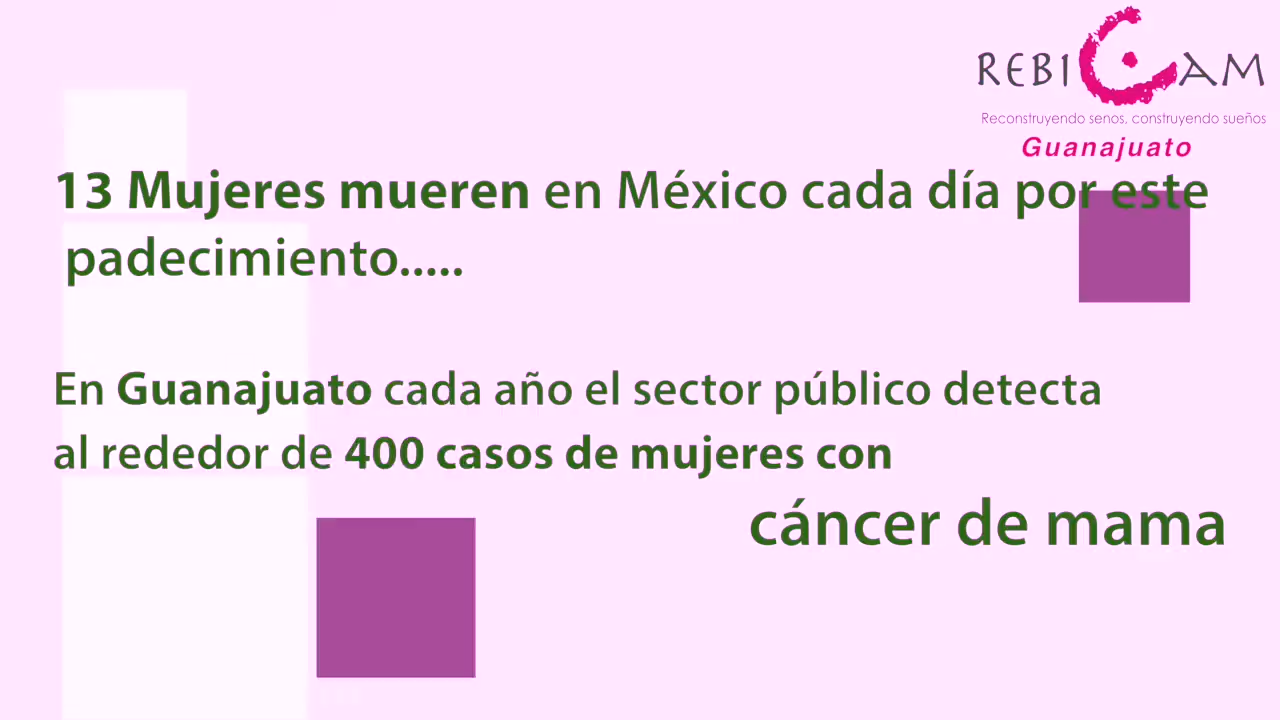 REBICAM
Reconstruyendo senos, construyendo sueños
Guanajuato
13 Mujeres mueren en México cada día por este
padecimiento.....
En Guanajuato cada año el sector público detecta
al rededor de 400 casos de mujeres con
cáncer de mama